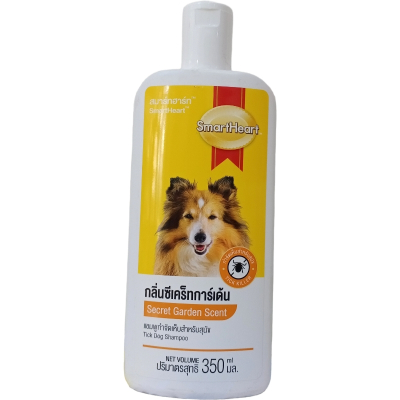 สมาร์ทฮาร์ท™
SmartHeart™
SmartHeart
กลิ่นซีเคร็ทการ์เด้น
Secret Garden Scent
แชมพูกำจัดเห็บสำหรับสุนัข
Tick Dog Shampoo
NET VOLUME
ปริมาตรสุทธิ 350 ml มล.